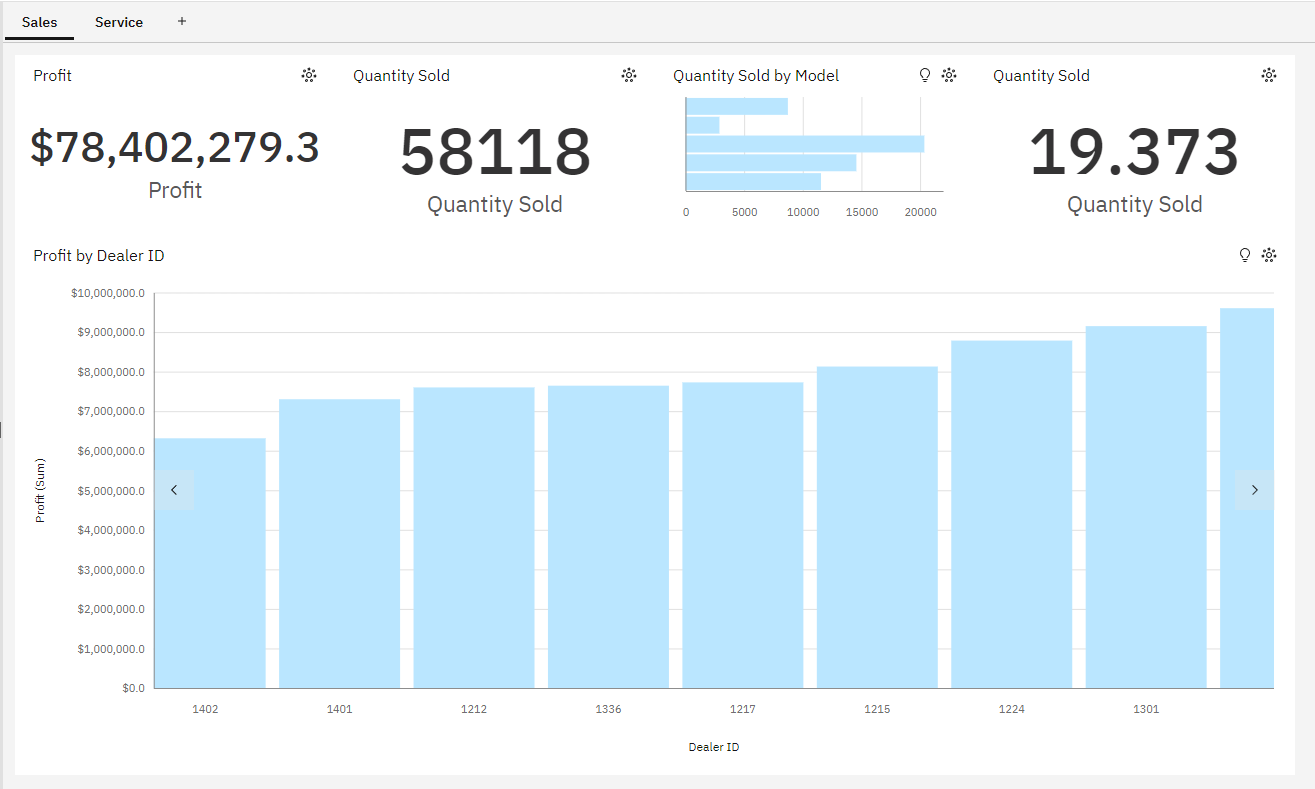 Sales Service +
Profit
$78,402,279.3
Profit
Quantity Sold
58118
Quantity Sold
Quantity Sold by Model
0 5000 10000 15000 20000
Quantity Sold
19.373
Quantity Sold
Profit by Dealer ID
Profit (Sum)
$10,000,000.0
$9,000,000.0
$8,000,000.0
$7,000,000.0
$6,000,000.0
$5,000,000.0
$4,000,000.0
$3,000,000.0
$2,000,000.0
$1,000,000.0
$0.0
1402 1401 1212 1336 1217 1215 1224 1301
Dealer ID